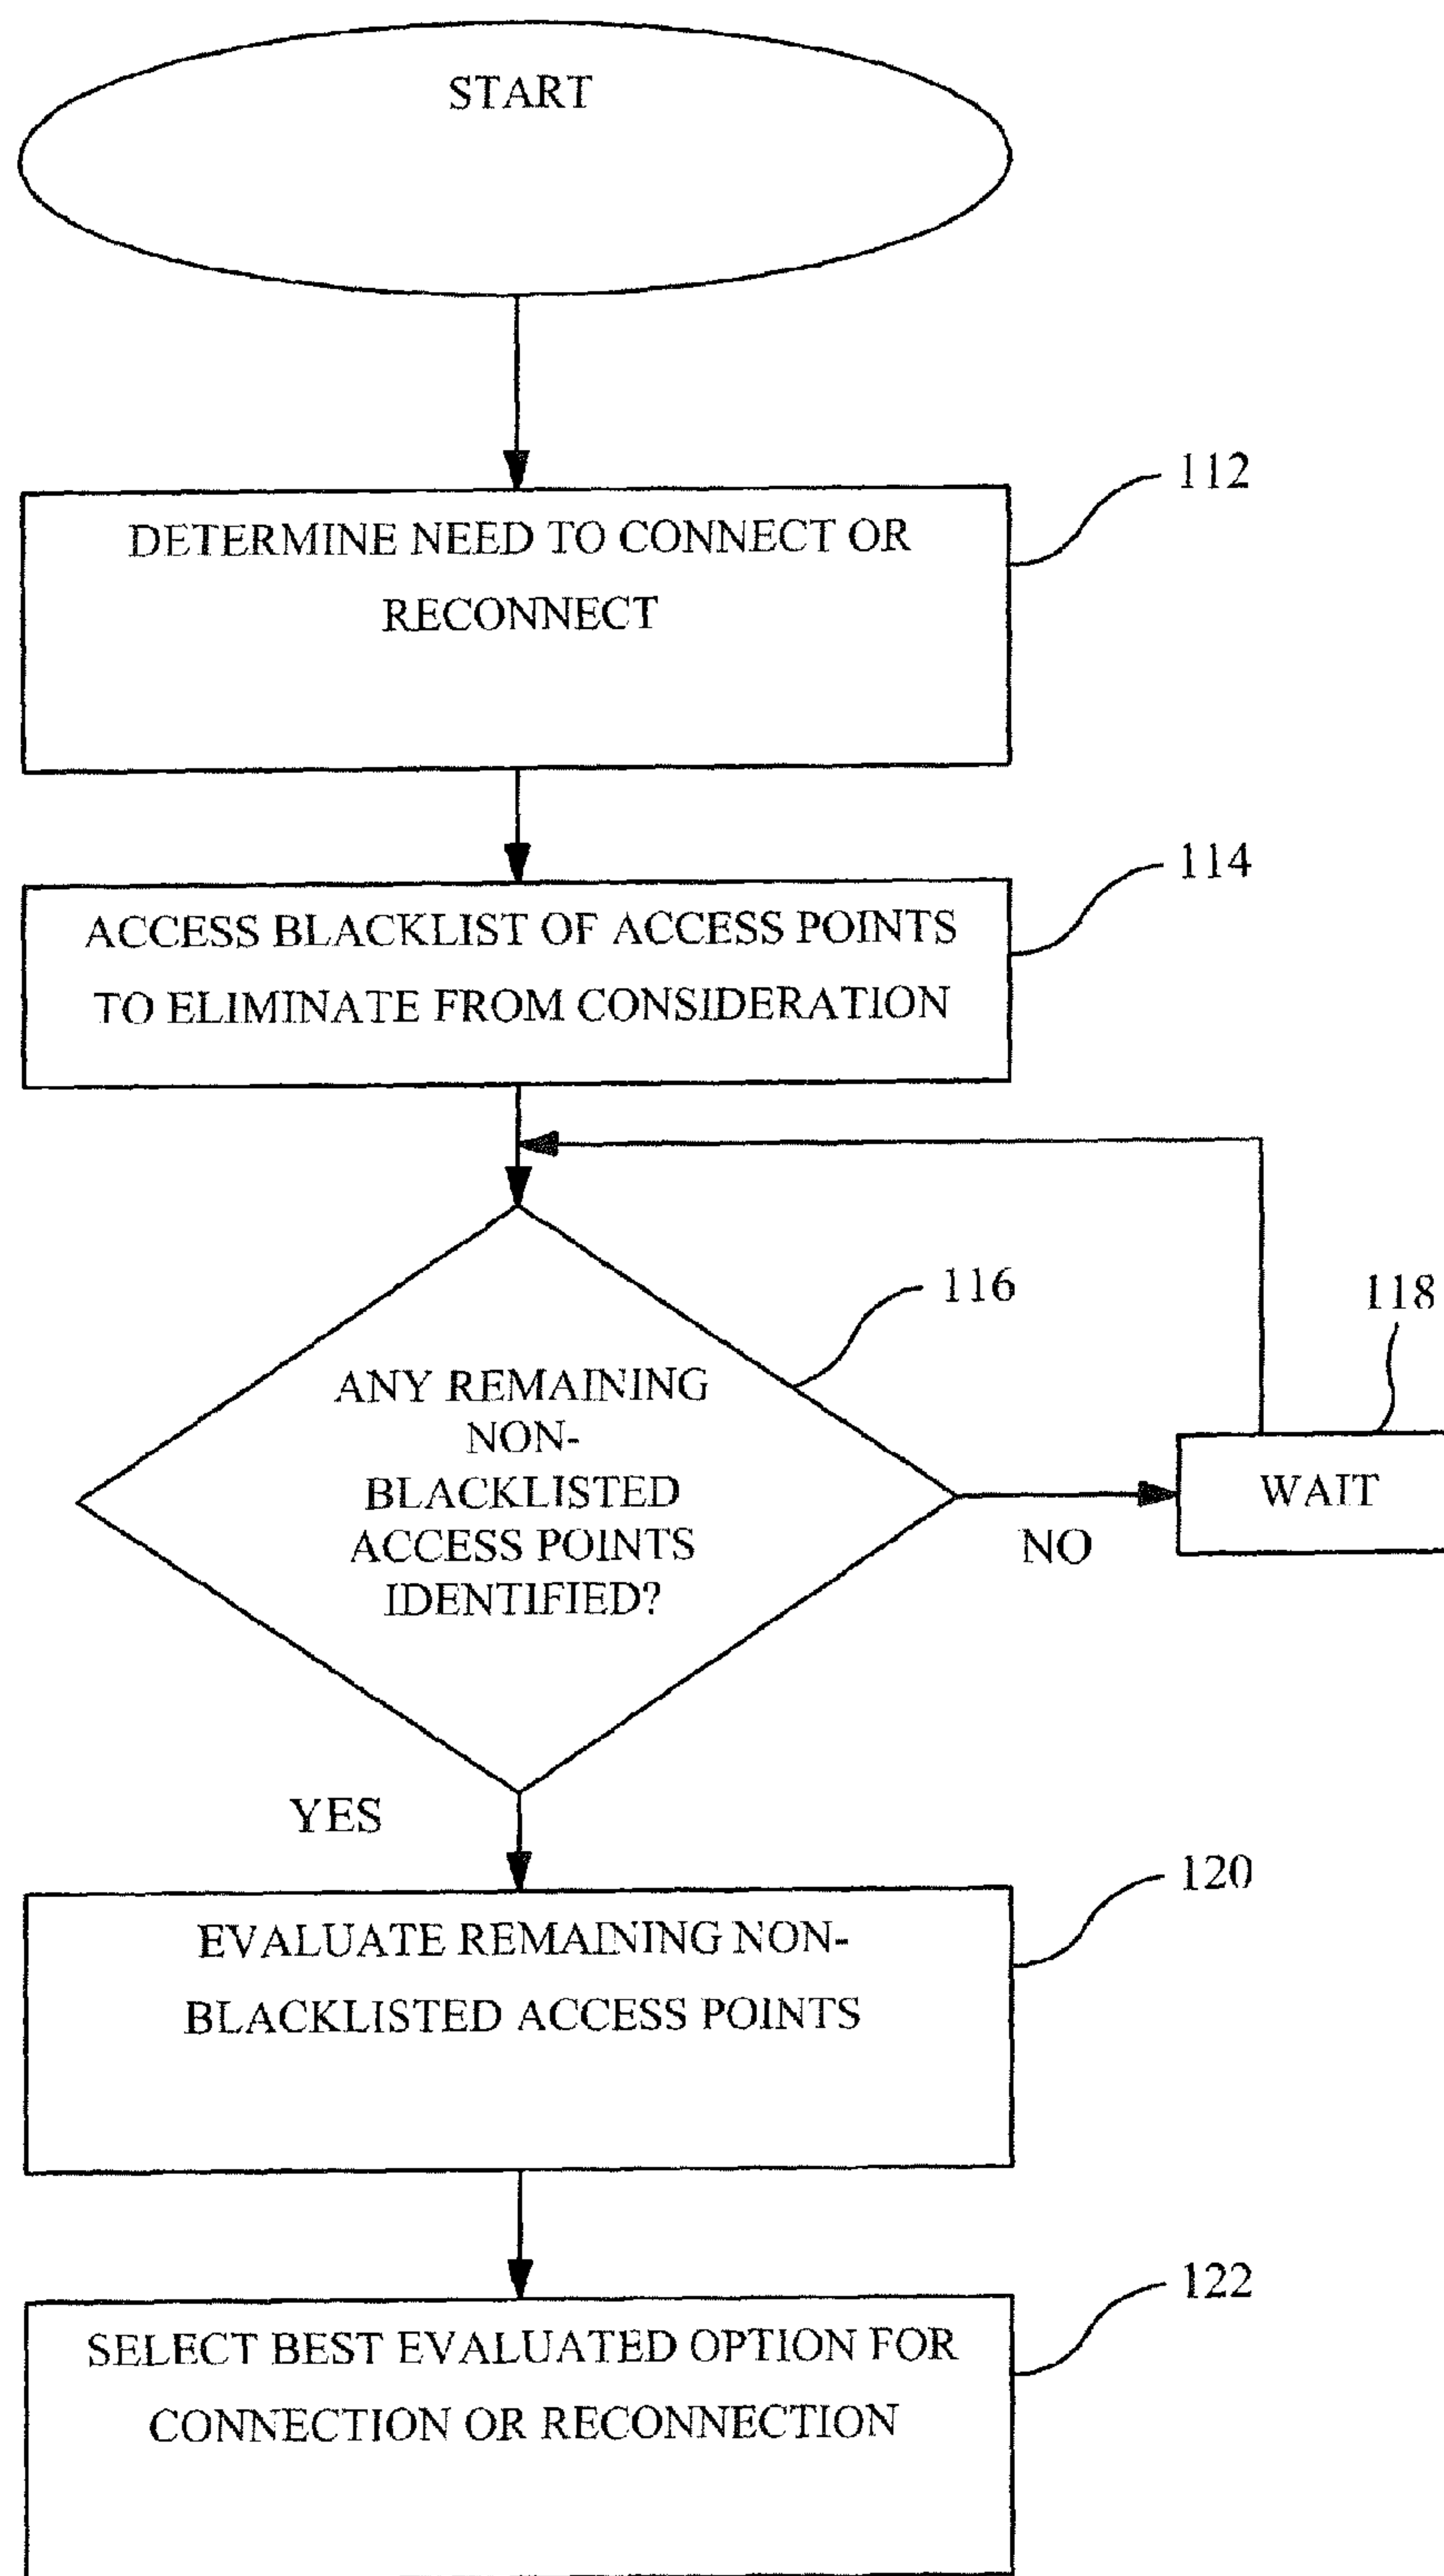 START
112
DETERMINE NEED TO CONNECT OR
RECONNECT
114
ACCESS BLACKLIST OF ACCESS POINTS
TO ELIMINATE FROM CONSIDERATION
116
118
ANY REMAINING
NON-
BLACKLISTED
ACCESS POINTS
IDENTIFIED?
WAIT
NO
YES
120
EVALUATE REMAINING NON-
BLACKLISTED ACCESS POINTS
122
SELECT BEST EVALUATED OPTION FOR
CONNECTION OR RECONNECTION